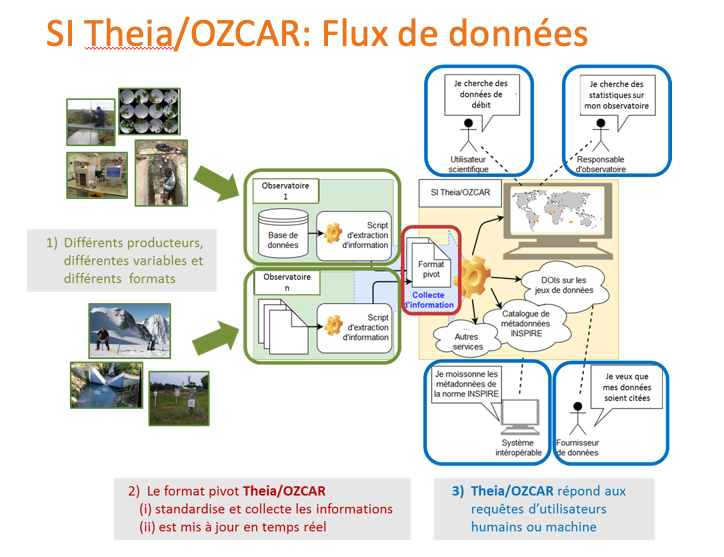 SI Theia/OZCAR: Flux de données
Je cherche des
données de
débit
Je cherche des
statistiques sur
mon observatoire
Utilisateur
scientifique
Responsable
d'observatoire
Observatoire
1
Base de
données
Script
d'extraction
d'information
SI Theia/OZCAR
1) Différents producteurs,
différentes variables et
différents formats
Format
pivot
Collecte
d'information
Observatoire
n
Script
d'extraction
d'information
DOIs sur les
jeux de données
Catalogue de
métadonnées
INSPIRE
...
Autres
services
Je moissonne les
métadonnées de
la norme INSPIRE
Je veux que
mes données
soient citées
Système
intéropérable
Fournisseur
de données
2) Le format pivot Theia/OZCAR
(i) standardise et collecte les informations
(ii) est mis à jour en temps réel
3) Theia/OZCAR répond aux
requêtes d'utilisateurs
humains ou machine